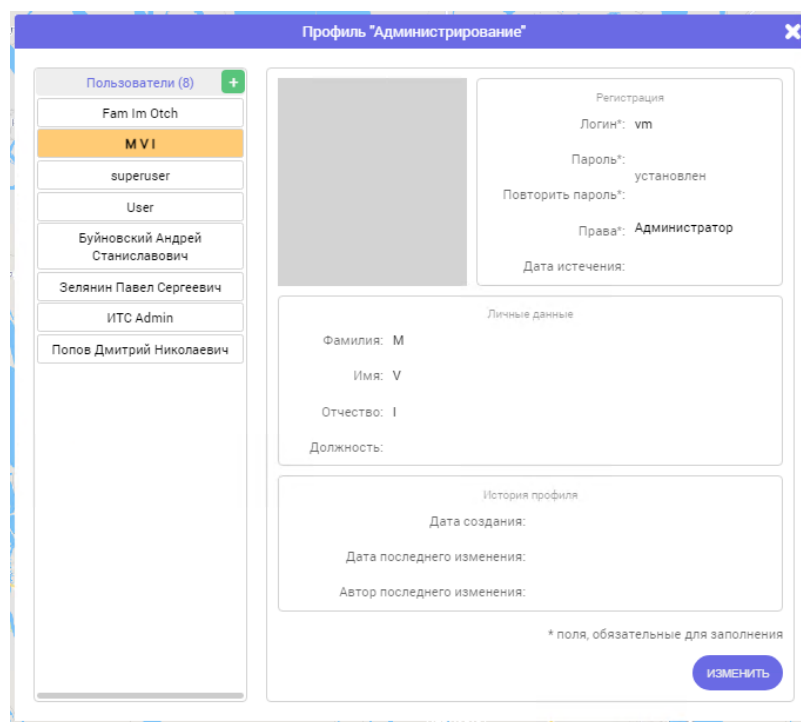 Профиль "Администрирование"
Пользователи (8)
+
Fam Im Otch
M V I
superuser
User
Буйновский Андрей
Станиславович
Зелянин Павел Сергеевич
ИТС Admin
Попов Дмитрий Николаевич
Регистрация
Логин*: vm
Пароль*:
установлен
Повторить пароль*:
Права*: Администратор
Дата истечения:
Личные данные
Фамилия: M
Имя: V
Отчество: I
Должность:
История профиля
Дата создания:
Дата последнего изменения:
Автор последнего изменения:
* поля, обязательные для заполнения
ИЗМЕНИТЬ